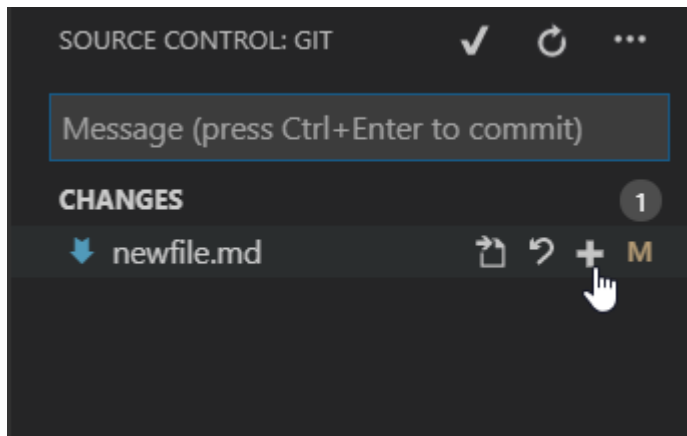 SOURCE CONTROL: GIT
Message (press Ctrl+Enter to commit)
CHANGES 1
newfile.md M